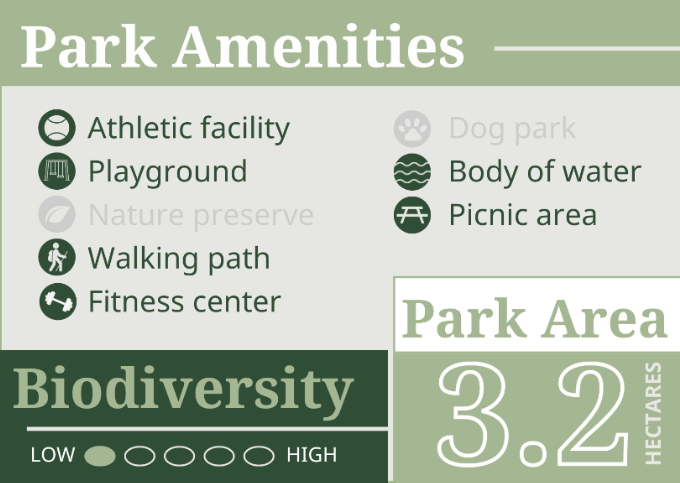 Park Amenities
Athletic facility
Playground
Nature preserve
Walking path
Fitness center
Dog park
Body of water
Picnic area
Park Area
3.2
HECTARES
Biodiversity
LOW HIGH